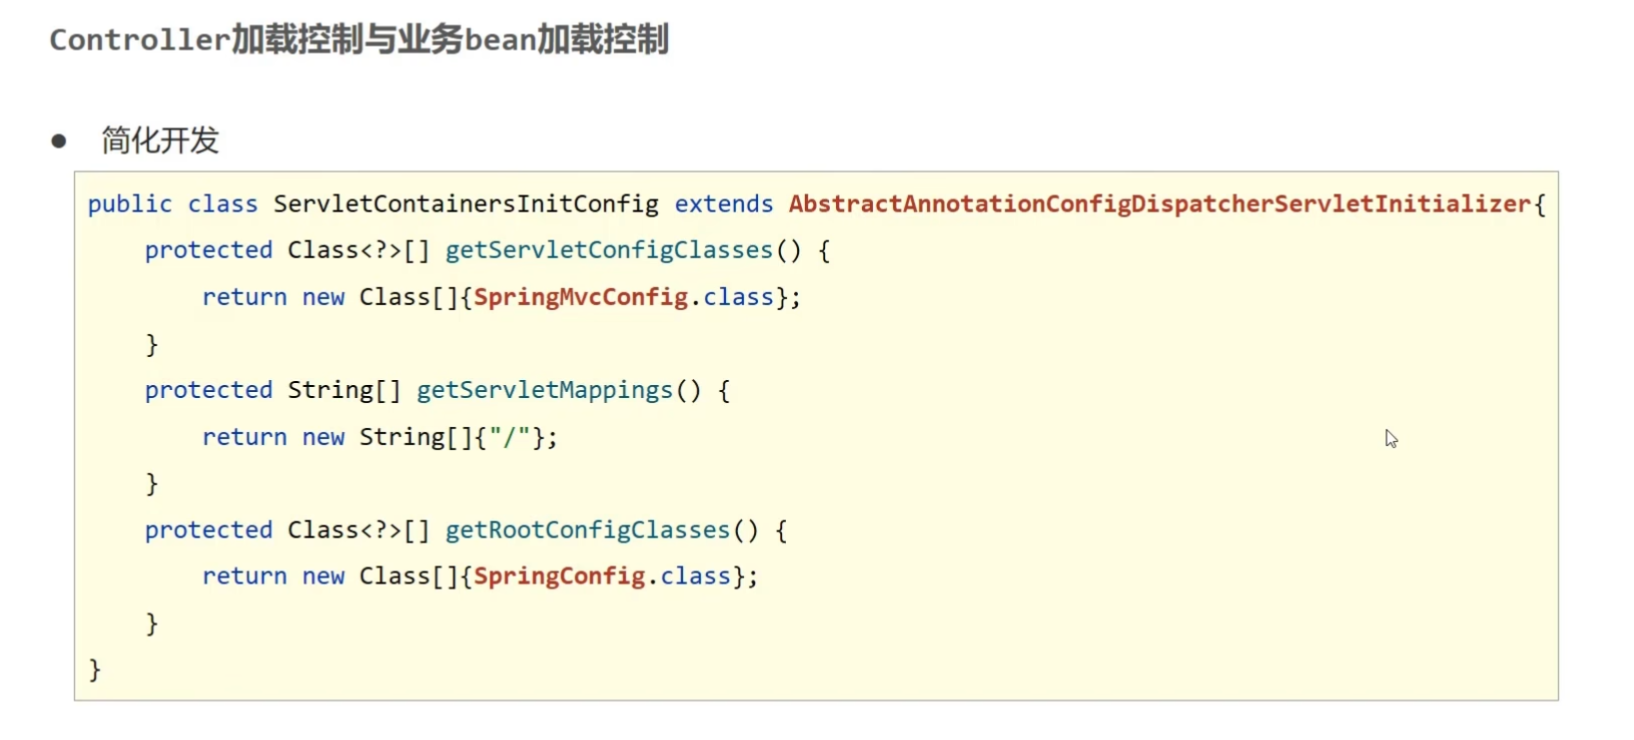 Controller加载控制与业务bean加载控制
● 简化开发
public class ServletContainersInitConfig extends AbstractAnnotationConfigDispatcherServletInitializer{
    protected Class<?>[] getServletConfigClasses() {
        return new Class[]{SpringMvcConfig.class};
    }
    protected String[] getServletMappings() {
        return new String[]{"/"};
    }
    protected Class<?>[] getRootConfigClasses() {
        return new Class[]{SpringConfig.class};
    }
}